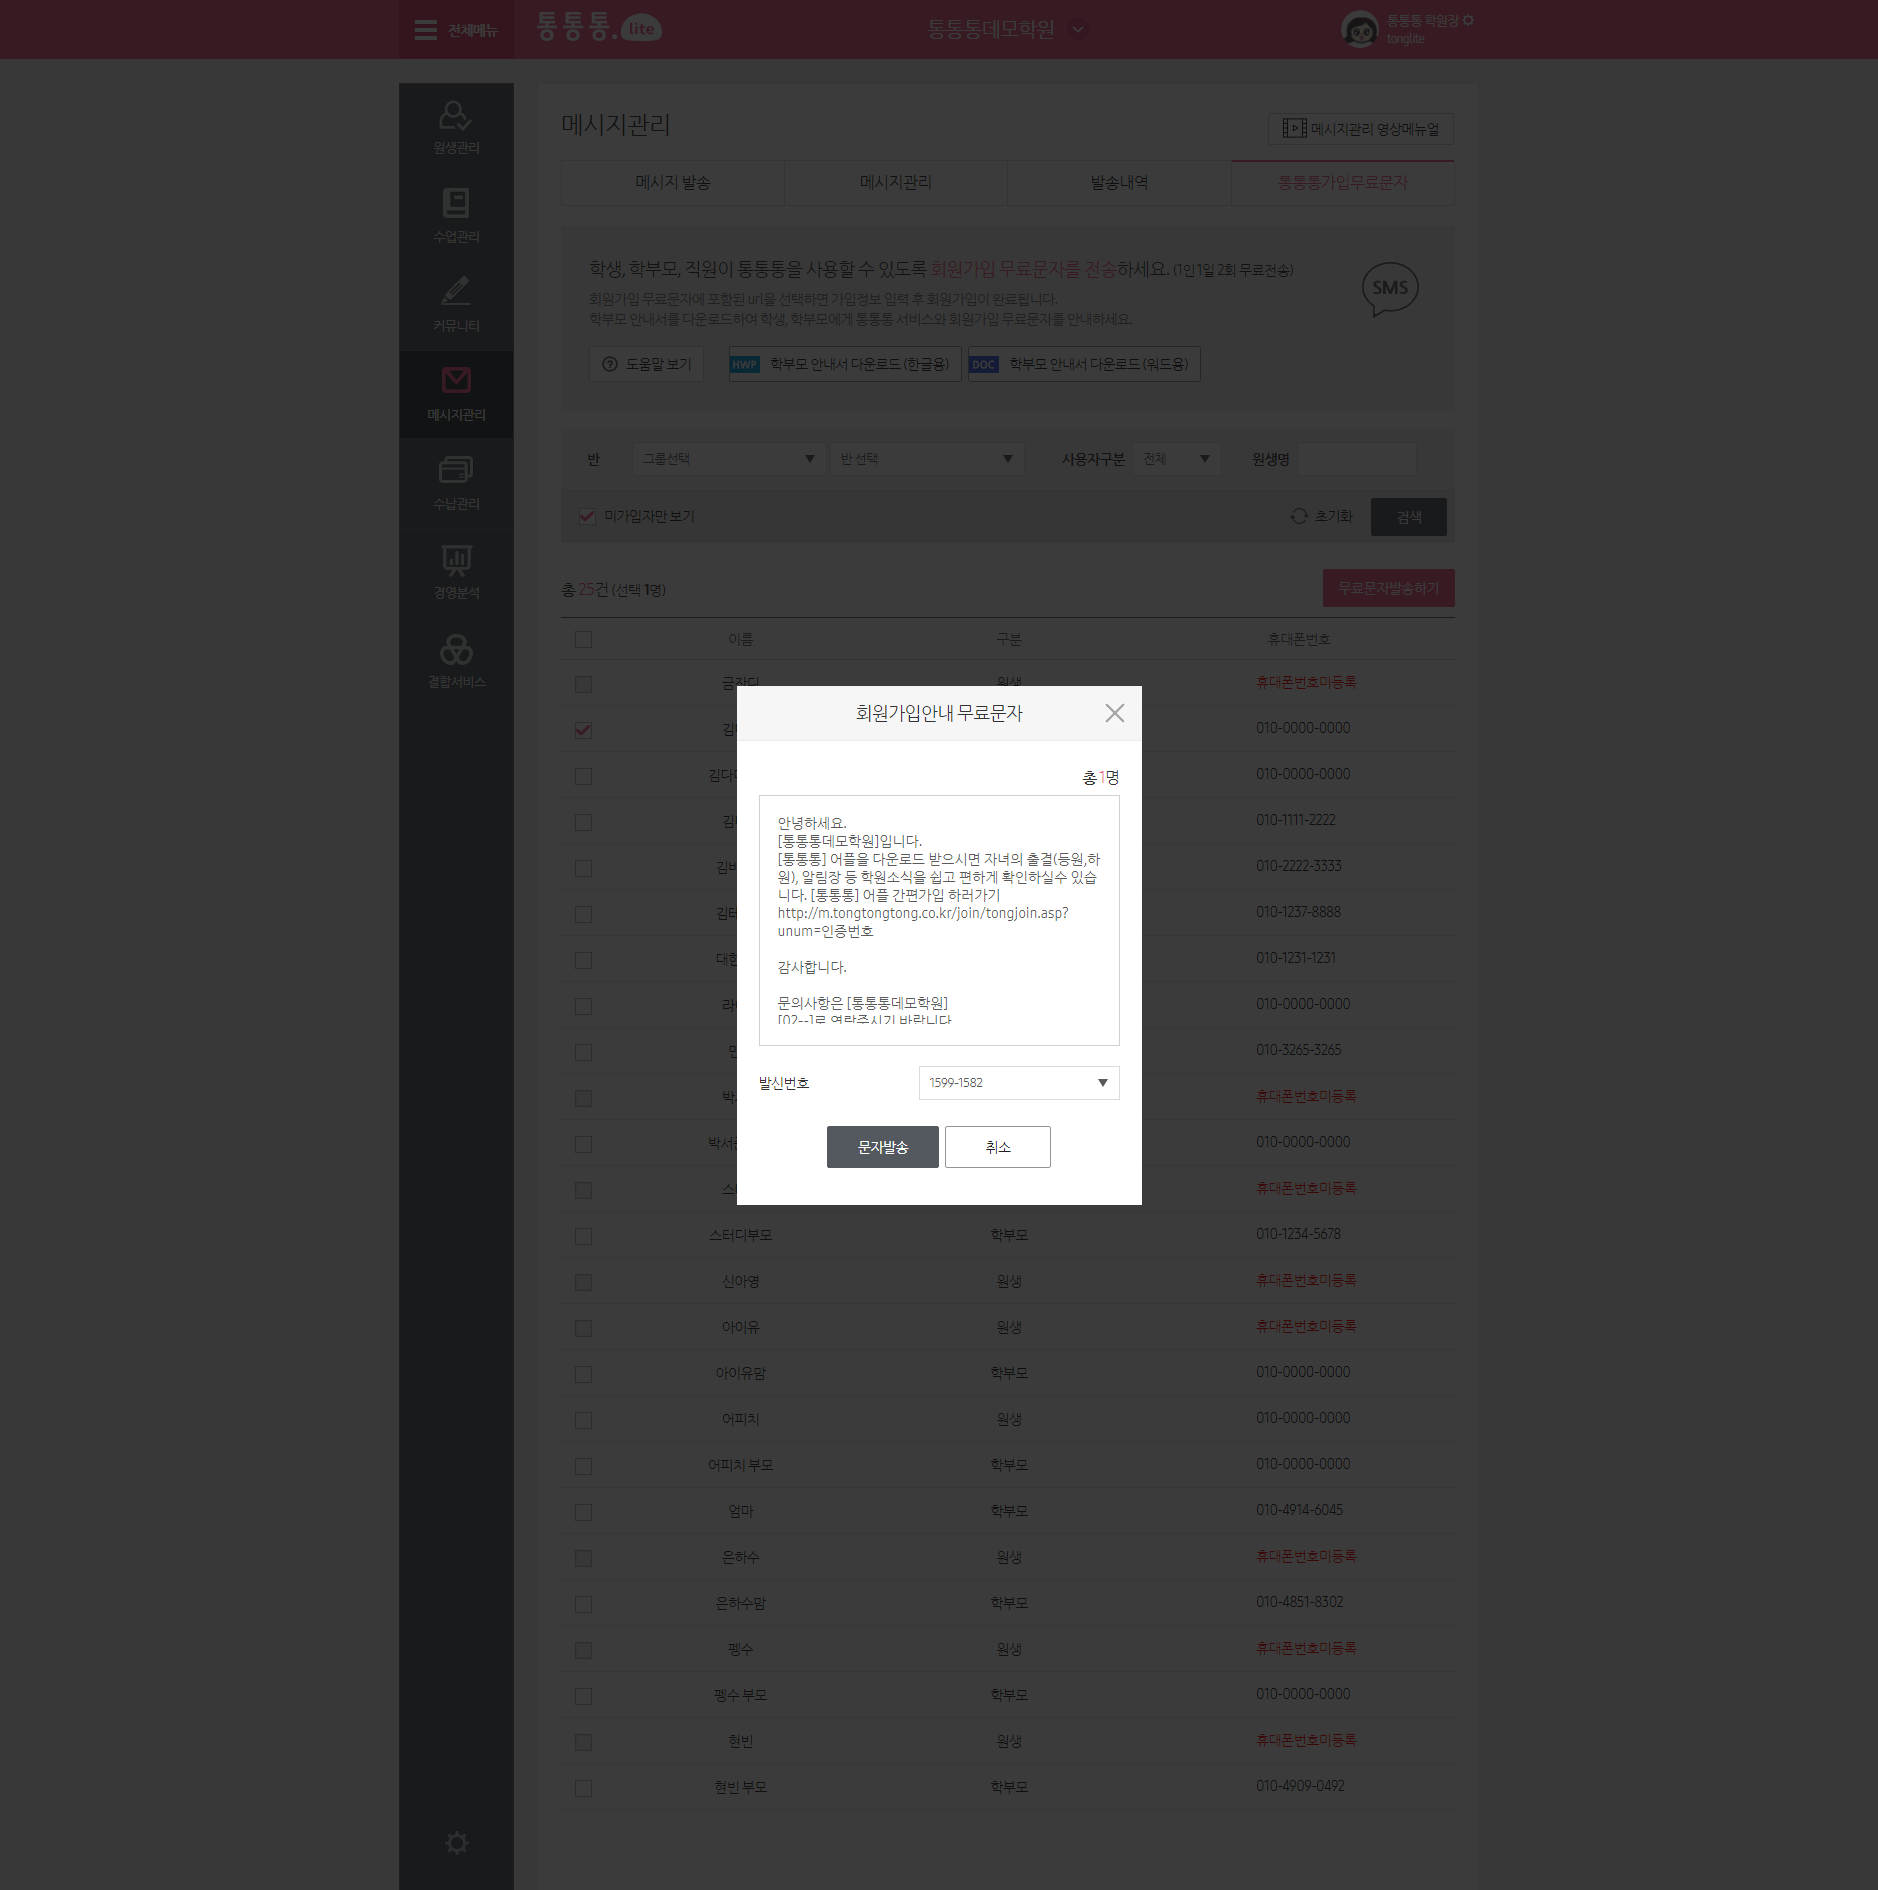 전체메뉴
통통통.lite
통통통데모학원
통통통 학원장
tonglite
원생관리
수업관리
커뮤니티
메시지관리
수납관리
경영분석
결합서비스
메시지관리
메시지관리 영상메뉴얼
메시지 발송
메시지관리
발송내역
통통통가입무료문자
학생, 학부모, 직원이 통통통을 사용할 수 있도록 회원가입 무료문자를 전송하세요. (1인 1일 2회 무료전송)
회원가입 무료문자에 포함된 url을 선택하면 가입정보 입력 후 회원가입이 완료됩니다.
학부모 안내서를 다운로드하여 학생, 학부모에게 통통통 서비스와 회원가입 무료문자를 안내하세요.
SMS
도움말 보기
HWP 학부모 안내서 다운로드 (한글용)
DOC 학부모 안내서 다운로드 (워드용)
반
그룹선택
반 선택
사용자구분
전체
원생명
미가입자만 보기
초기화
검색
총 25건 (선택 1명)
무료문자발송하기
이름 구분 휴대폰번호
금잔디 원생 휴대폰번호미등록
010-0000-0000
김다 010-0000-0000
010-1111-2222
010-2222-3333
010-1237-8888
010-1231-1231
010-0000-0000
010-3265-3265
휴대폰번호미등록
박서 010-0000-0000
휴대폰번호미등록
회원가입안내 무료문자
총 1명
안녕하세요.
[통통통데모학원]입니다.
[통통통] 어플을 다운로드 받으시면 자녀의 출결(등원,하
원), 알림장 등 학원소식을 쉽고 편하게 확인하실수 있습
니다. [통통통] 어플 간편가입 하러가기
http://m.tongtongtong.co.kr/join/tongjoin.asp?
unum=인증번호
감사합니다.
문의사항은 [통통통데모학원]
[02--]로 연락주시기 바랍니다
발신번호
1599-1582
문자발송
취소
스터디부모 학부모 010-1234-5678
신아영 원생 휴대폰번호미등록
아이유 원생 휴대폰번호미등록
아이유맘 학부모 010-0000-0000
어피치 원생 010-0000-0000
어피치 부모 학부모 010-0000-0000
엄마 학부모 010-4914-6045
은하수 원생 휴대폰번호미등록
은하수맘 학부모 010-4851-8302
펭수 원생 휴대폰번호미등록
펭수 부모 학부모 010-0000-0000
현빈 원생 휴대폰번호미등록
현빈 부모 학부모 010-4909-0492